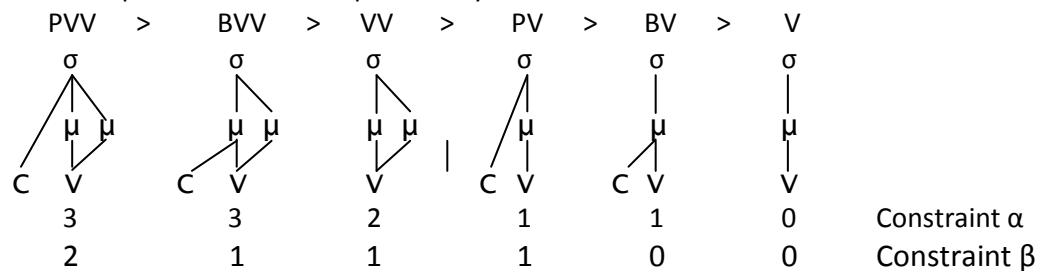 PVV > BVV > VV > PV > BV > V
σ σ σ σ σ σ
μ μ μ μ μ μ μ μ μ
C V C V V C V C V V
3 3 2 1 1 0 Constraint α
2 1 1 1 0 0 Constraint β